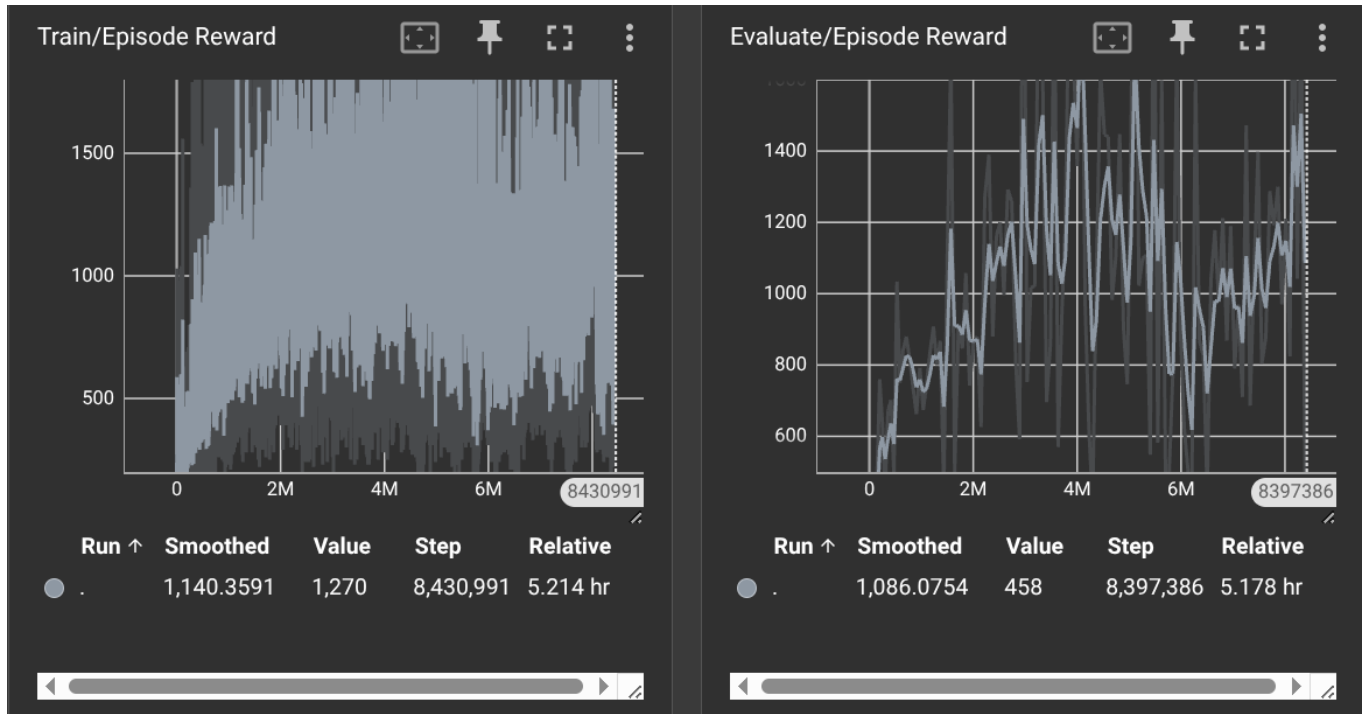 Train/Episode Reward
1500
1000
500
0 2M 4M 6M 8430991
Run ↑ Smoothed Value Step Relative
. 1,140.3591 1,270 8,430,991 5.214 hr
Evaluate/Episode Reward
1400
1200
1000
800
600
0 2M 4M 6M 8397386
Run ↑ Smoothed Value Step Relative
. 1,086.0754 458 8,397,386 5.178 hr